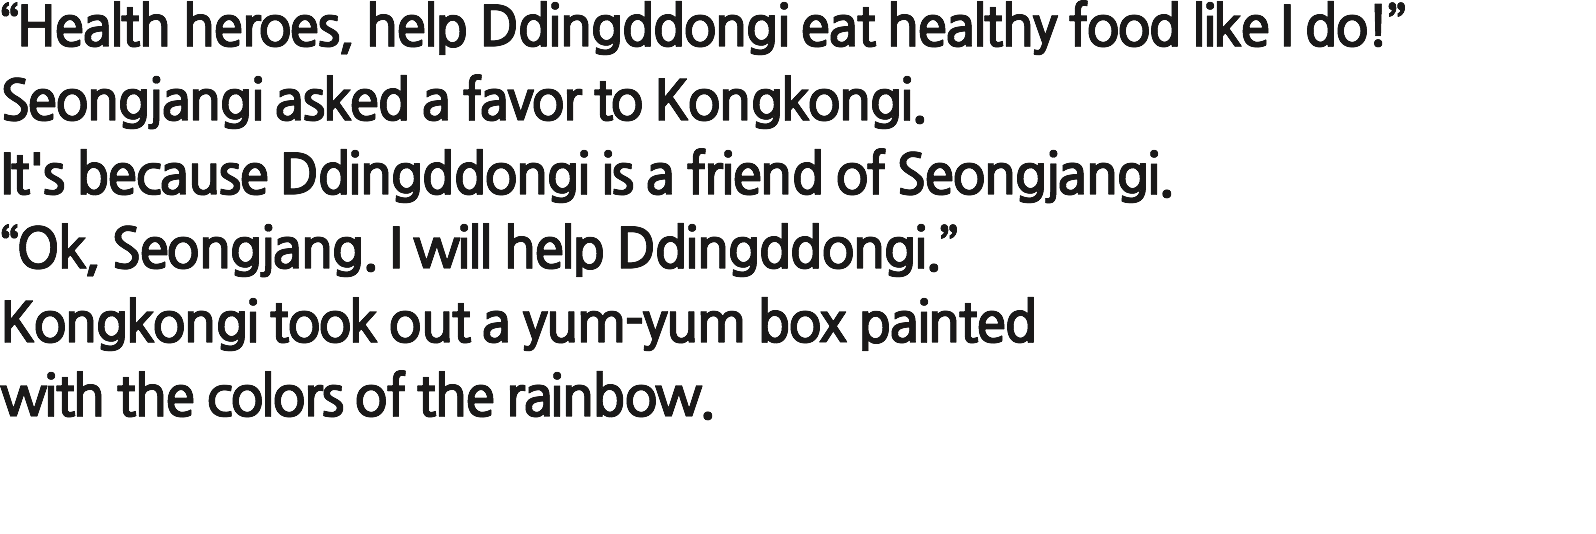 “Health heroes, help Ddingddongi eat healthy food like I do!”
Seongjangi asked a favor to Kongkongi.
It's because Ddingddongi is a friend of Seongjangi.
“Ok, Seongjang. I will help Ddingddongi.”
Kongkongi took out a yum-yum box painted
with the colors of the rainbow.